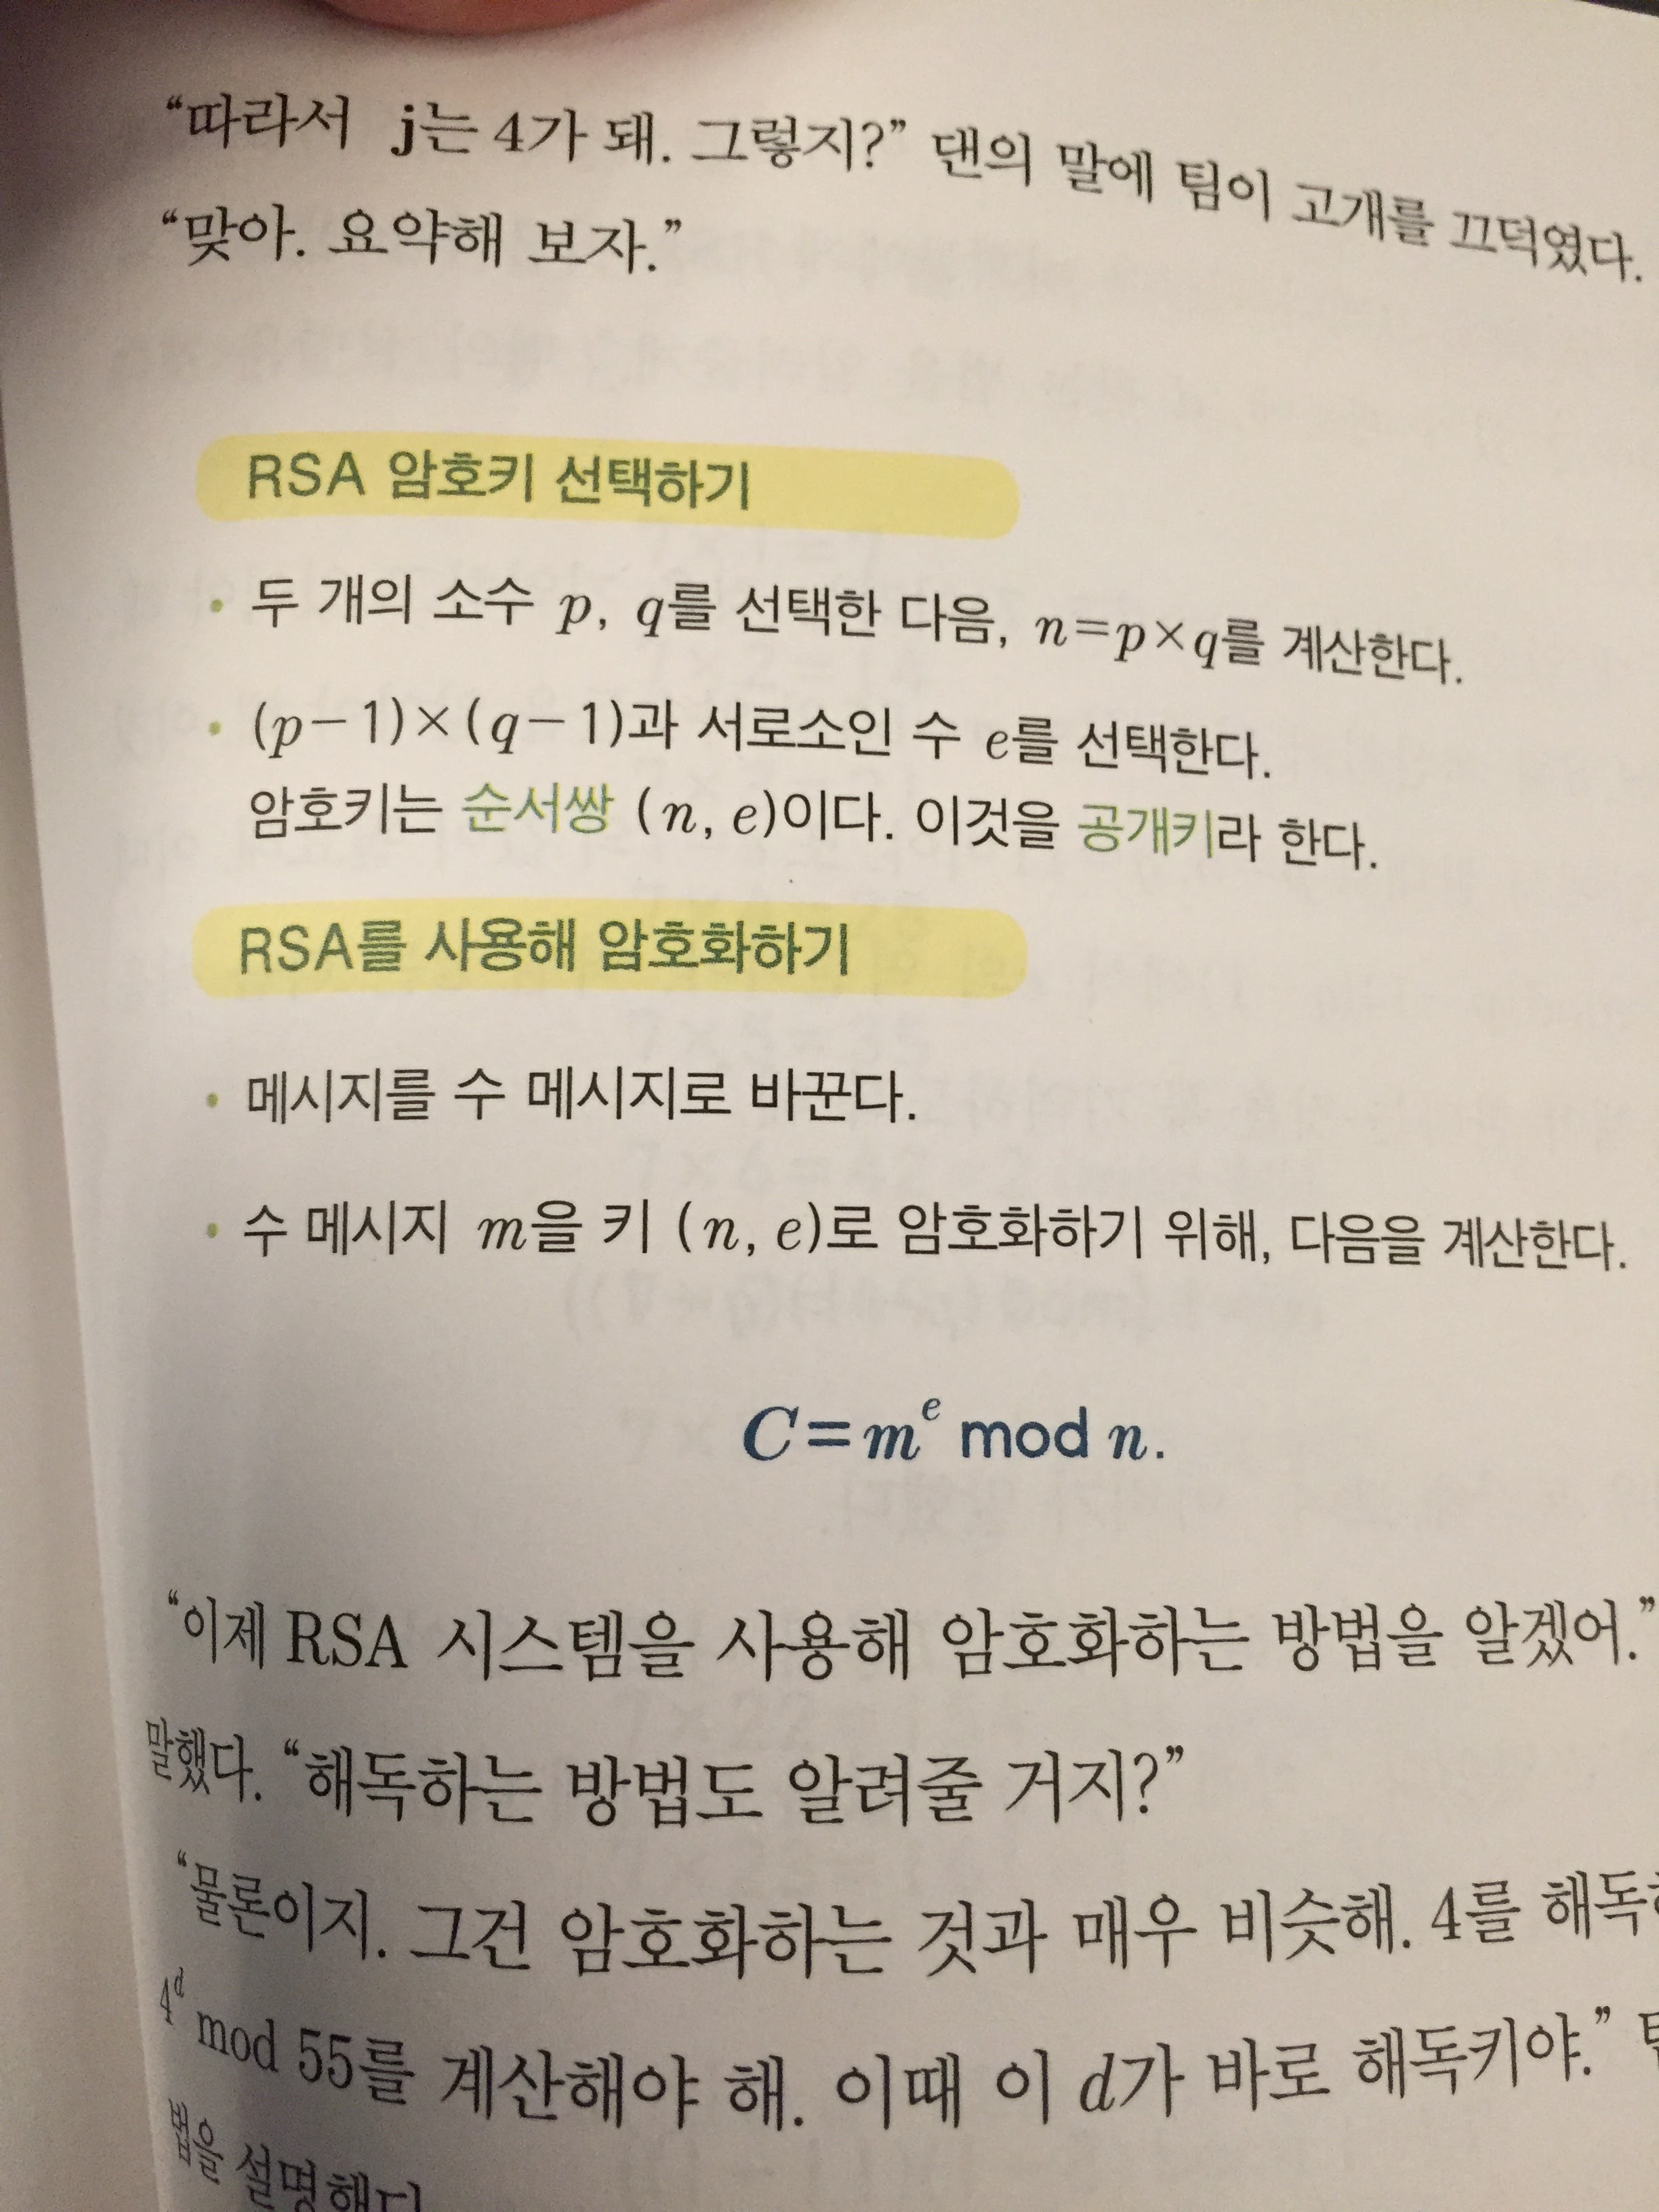 “따라서 j는 4가 돼. 그렇지?” 댄의 말에 팀이 고개를 끄덕였다.
“맞아. 요약해 보자.”
RSA 암호키 선택하기
• 두 개의 소수 p, q를 선택한 다음, n=p×q를 계산한다.
• (p−1)×(q−1)과 서로소인 수 e를 선택한다.
암호키는 순서쌍 (n, e)이다. 이것을 공개키라 한다.
RSA를 사용해 암호화하기
• 메시지를 수 메시지로 바꾼다.
• 수 메시지 m을 키 (n, e)로 암호화하기 위해, 다음을 계산한다.
C=mᵉ mod n.
“이제 RSA 시스템을 사용해 암호화하는 방법을 알겠어.”
말했다. “해독하는 방법도 알려줄 거지?”
“물론이지. 그건 암호화하는 것과 매우 비슷해. 4를 해독
4ᵈ mod 55를 계산해야 해. 이때 이 d가 바로 해독키야.”
법을 설명했다